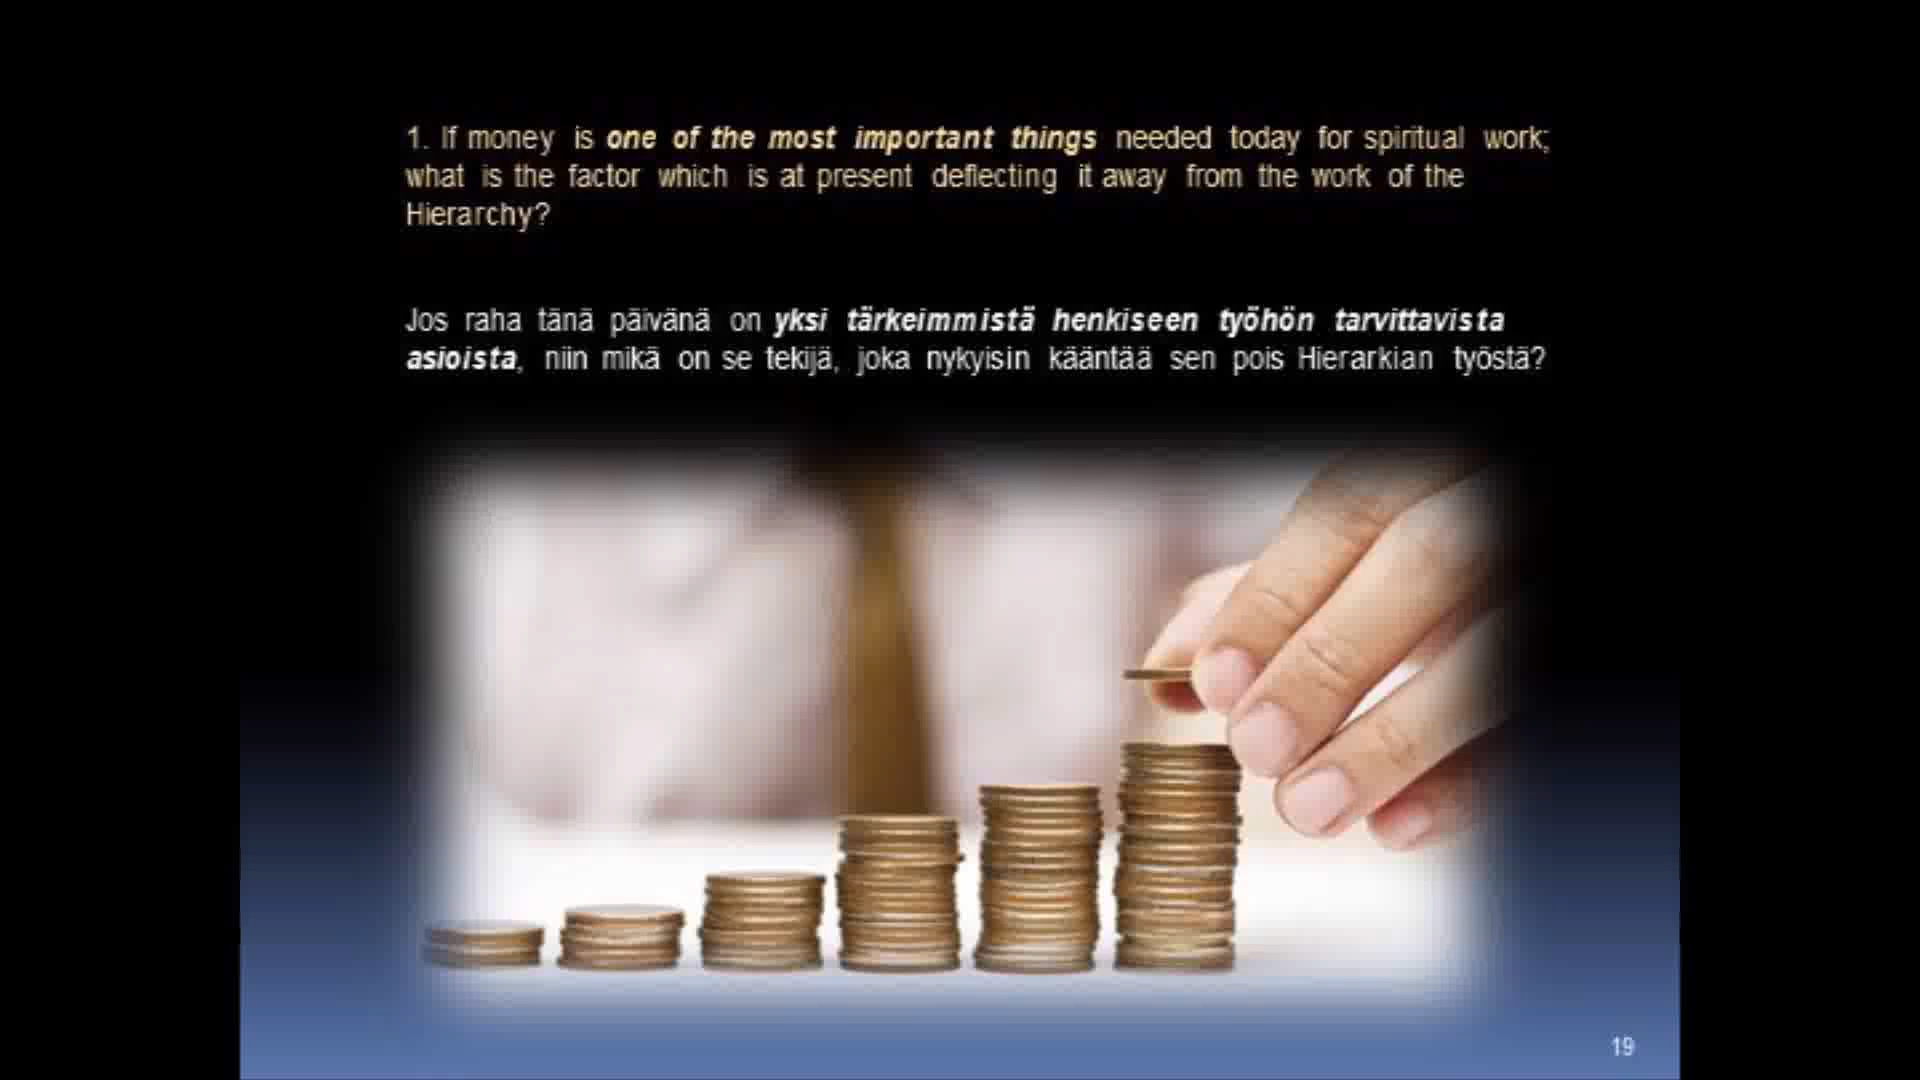 1. If money is one of the most important things needed today for spiritual work;
what is the factor which is at present deflecting it away from the work of the
Hierarchy?
Jos raha tänä päivänä on yksi tärkeimmistä henkiseen työhön tarvittavista
asioista, niin mikä on se tekijä, joka nykyisin kääntää sen pois Hierarkian työstä?
19